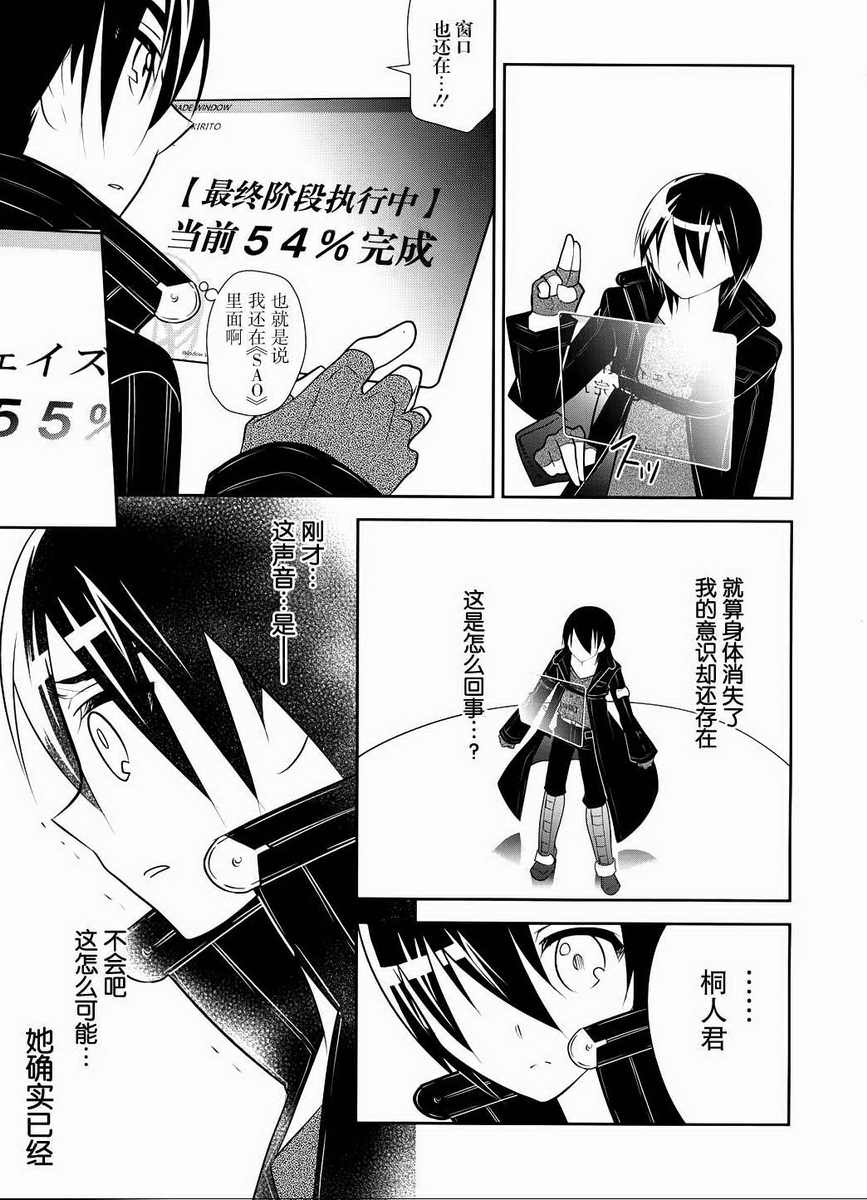 スッ
窗口
也还在…!!
ADE WINDOW
KIRITO
【最终阶段执行中】
当前54%完成
也就是说
我还在《SAO》
里面啊
ェイズ
55%
就算身体消失了
我的意识却还存在
这是怎么回事…?
……
桐人君
刚才…
这声音…是——
不会吧
这怎么可能…
她确实已经